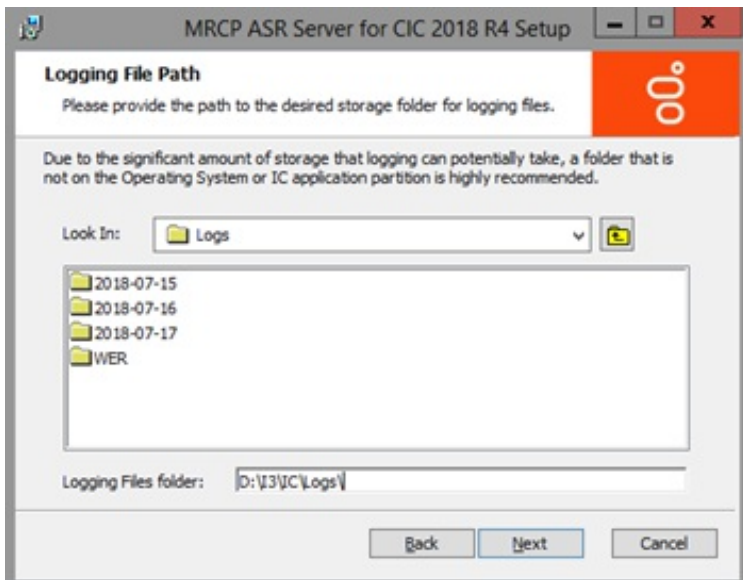 MRCP ASR Server for CIC 2018 R4 Setup
Logging File Path
Please provide the path to the desired storage folder for logging files.
Due to the significant amount of storage that logging can potentially take, a folder that is
not on the Operating System or IC application partition is highly recommended.
Look In:
Logs
2018-07-15
2018-07-16
2018-07-17
WER
Logging Files folder:
D:\I3\IC\Logs\
Back
Next
Cancel